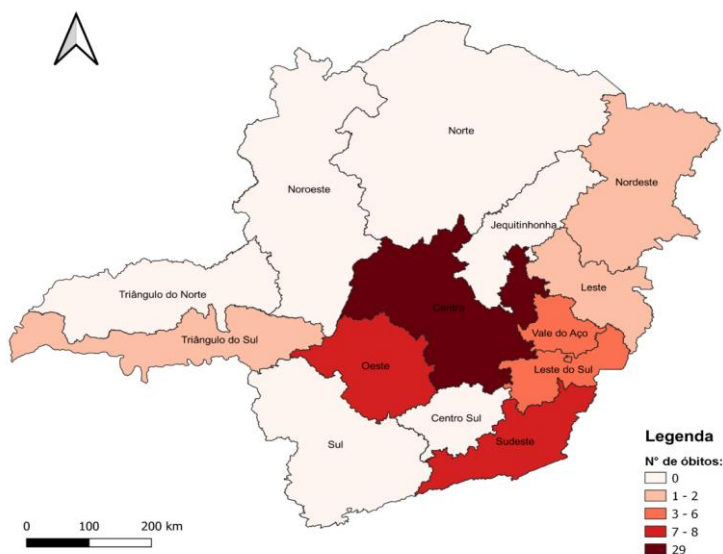 Norte
Nordeste
Noroeste
Jequitinhonha
Leste
Triângulo do Norte
Centro
Vale do Aço
Triângulo do Sul
Oeste
Leste do Sul
Centro Sul
Sul
Sudeste
Legenda
N° de óbitos:
0
1 - 2
3 - 6
7 - 8
29
0 100 200 km